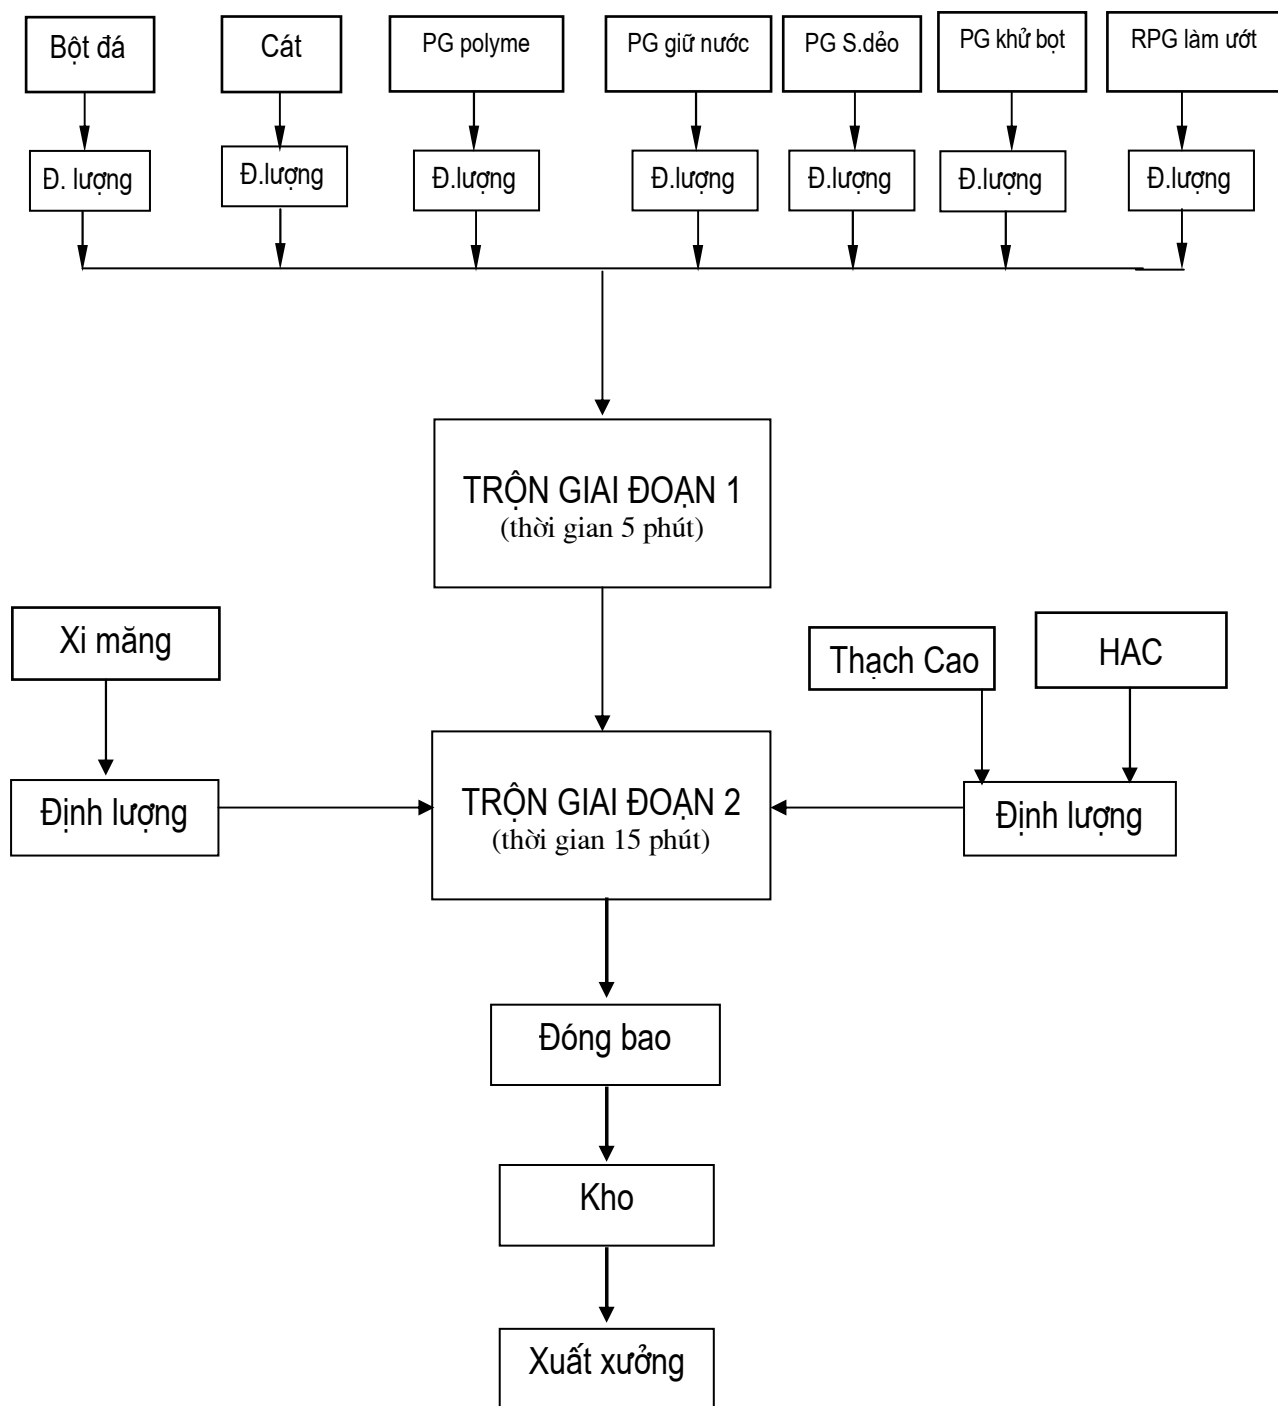 Bột đá
Cát
PG polyme
PG giữ nước
PG S.dẻo
PG khử bọt
RPG làm ướt
Đ. lượng
Đ.lượng
Đ.lượng
Đ.lượng
Đ.lượng
Đ.lượng
Đ.lượng
TRỘN GIAI ĐOẠN 1
(thời gian 5 phút)
Xi măng
Thạch Cao
HAC
Định lượng
TRỘN GIAI ĐOẠN 2
(thời gian 15 phút)
Định lượng
Đóng bao
Kho
Xuất xưởng